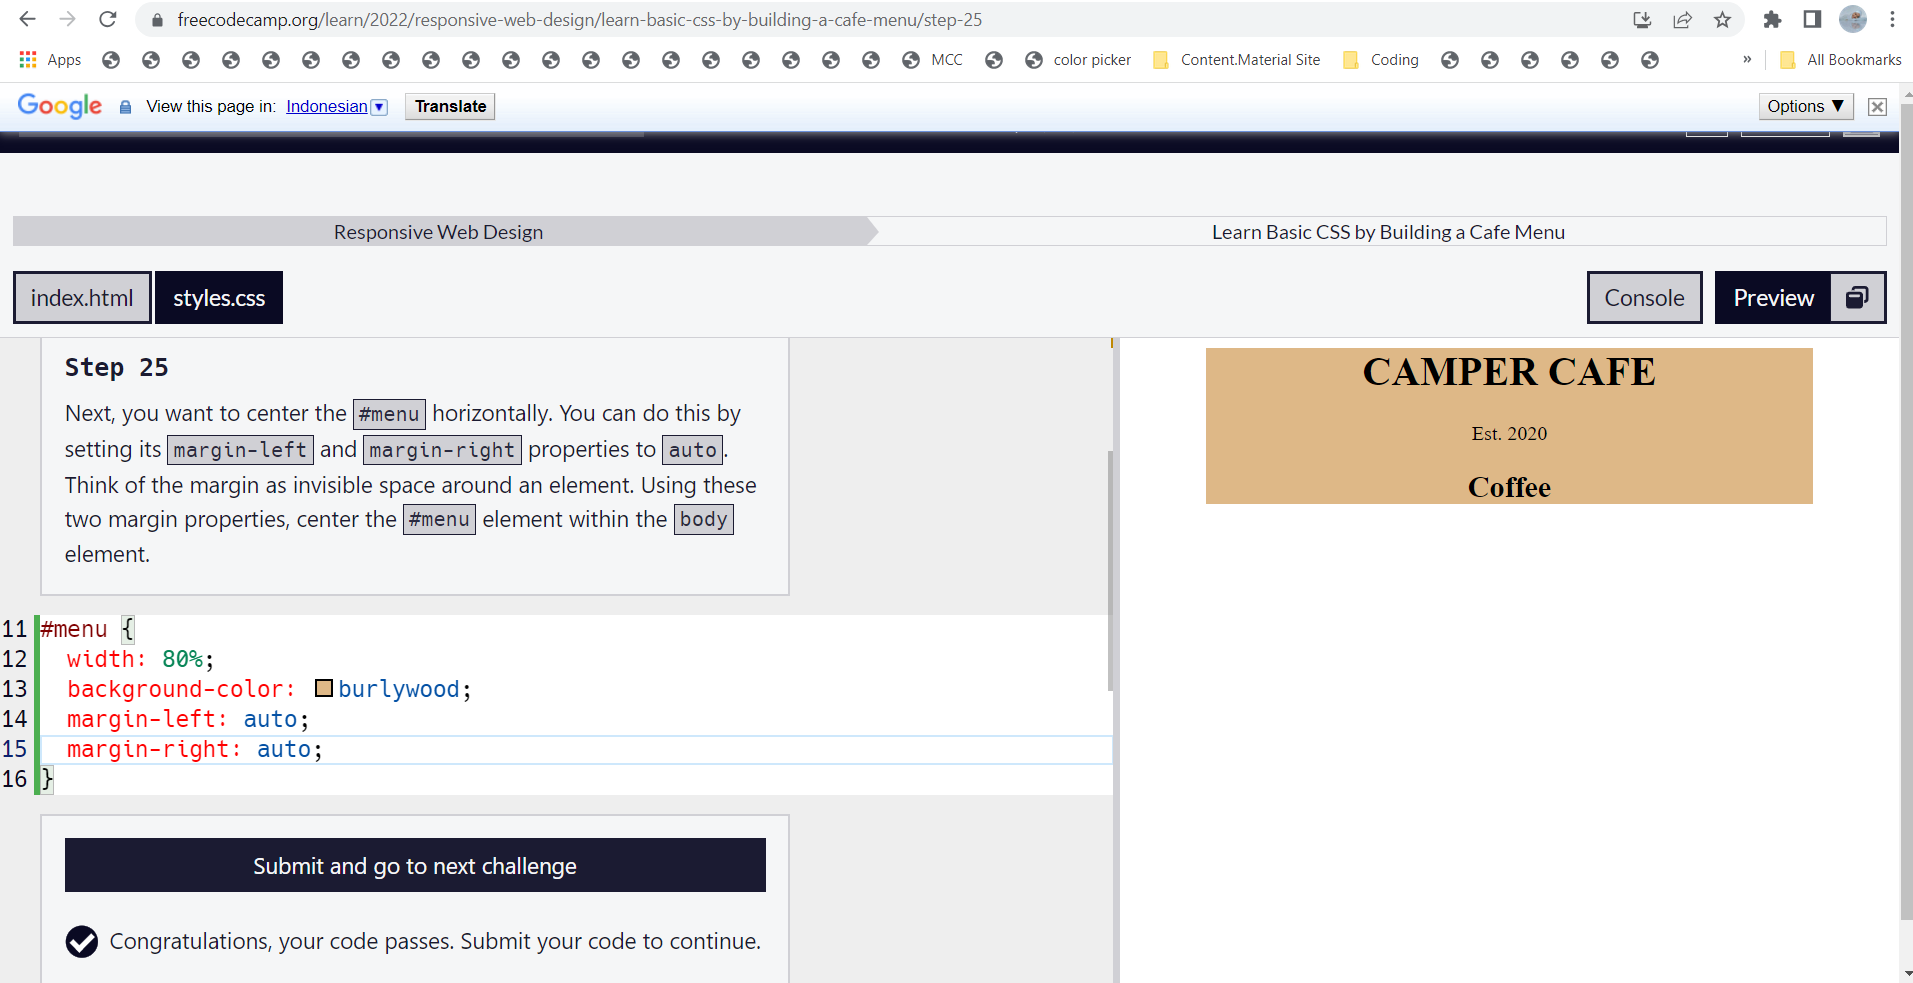 freecodecamp.org/learn/2022/responsive-web-design/learn-basic-css-by-building-a-cafe-menu/step-25
Apps MCC color picker Content.Material Site Coding » All Bookmarks
Google View this page in: Indonesian Translate Options ▼
Responsive Web Design Learn Basic CSS by Building a Cafe Menu
index.html styles.css Console Preview
Step 25
Next, you want to center the #menu horizontally. You can do this by
setting its margin-left and margin-right properties to auto.
Think of the margin as invisible space around an element. Using these
two margin properties, center the #menu element within the body
element.
11 #menu {
12 width: 80%;
13 background-color: burlywood;
14 margin-left: auto;
15 margin-right: auto;
16 }
Submit and go to next challenge
Congratulations, your code passes. Submit your code to continue.
CAMPER CAFE
Est. 2020
Coffee